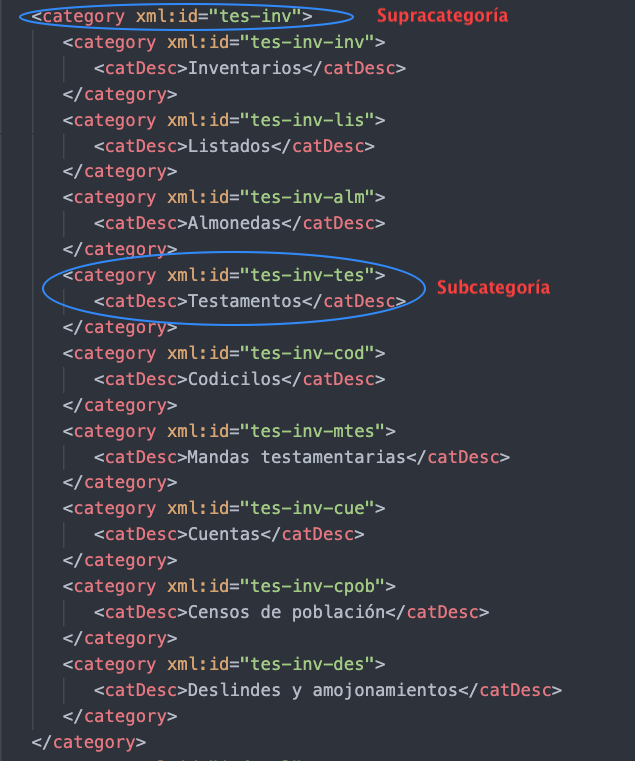 <category xml:id="tes-inv"> Supracategoría
<category xml:id="tes-inv-inv">
<catDesc>Inventarios</catDesc>
</category>
<category xml:id="tes-inv-lis">
<catDesc>Listados</catDesc>
</category>
<category xml:id="tes-inv-alm">
<catDesc>Almonedas</catDesc>
</category>
<category xml:id="tes-inv-tes">
<catDesc>Testamentos</catDesc> Subcategoría
</category>
<category xml:id="tes-inv-cod">
<catDesc>Codicilos</catDesc>
</category>
<category xml:id="tes-inv-mtes">
<catDesc>Mandas testamentarias</catDesc>
</category>
<category xml:id="tes-inv-cue">
<catDesc>Cuentas</catDesc>
</category>
<category xml:id="tes-inv-cpob">
<catDesc>Censos de población</catDesc>
</category>
<category xml:id="tes-inv-des">
<catDesc>Deslindes y amojonamientos</catDesc>
</category>
</category>